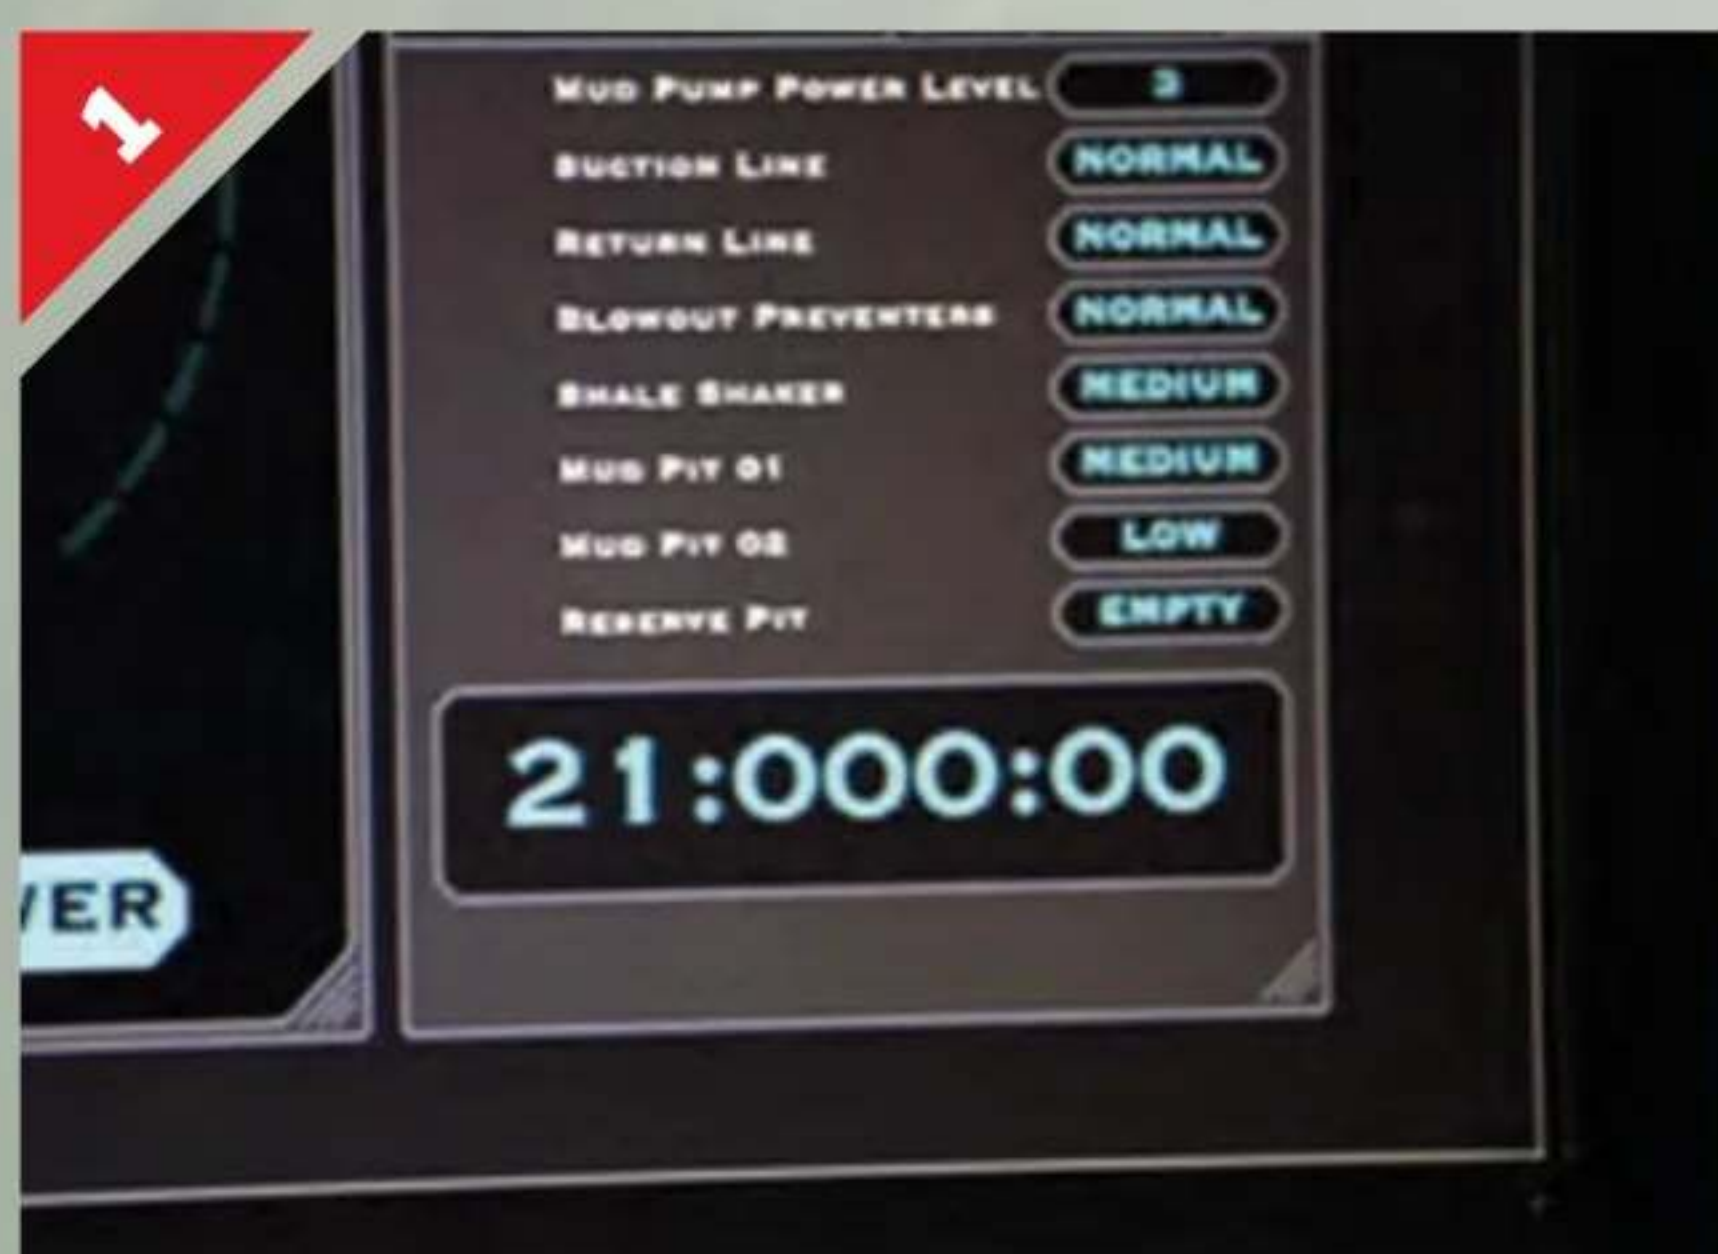 1
Mud Pump Power Level 3
Suction Line NORMAL
Return Line NORMAL
Blowout Preventers NORMAL
Shale Shaker MEDIUM
Mud Pit 01 MEDIUM
Mud Pit 02 LOW
Reserve Pit EMPTY
21:000:00
VER